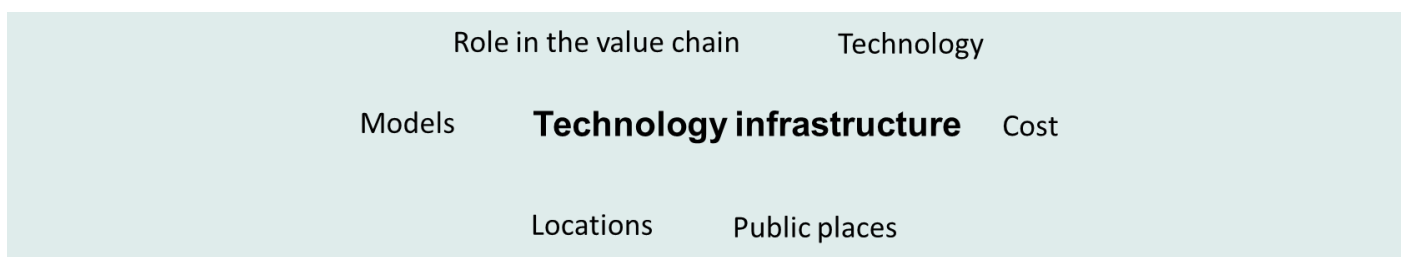 Role in the value chain Technology
Models Technology infrastructure Cost
Locations Public places